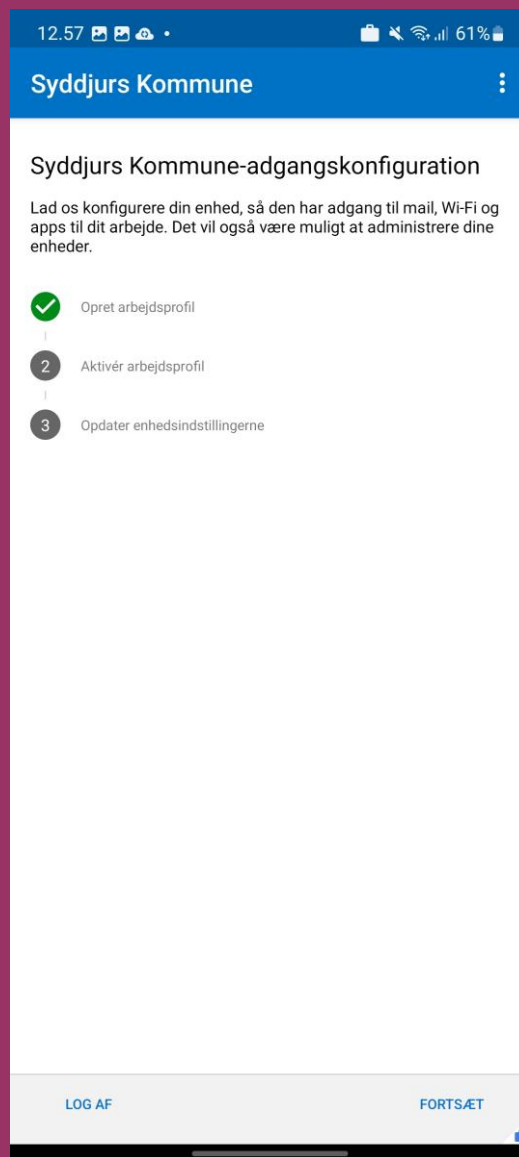 12.57
61%
Syddjurs Kommune
Syddjurs Kommune-adgangskonfiguration
Lad os konfigurere din enhed, så den har adgang til mail, Wi-Fi og
apps til dit arbejde. Det vil også være muligt at administrere dine
enheder.
Opret arbejdsprofil
2 Aktivér arbejdsprofil
3 Opdater enhedsindstillingerne
LOG AF
FORTSÆT